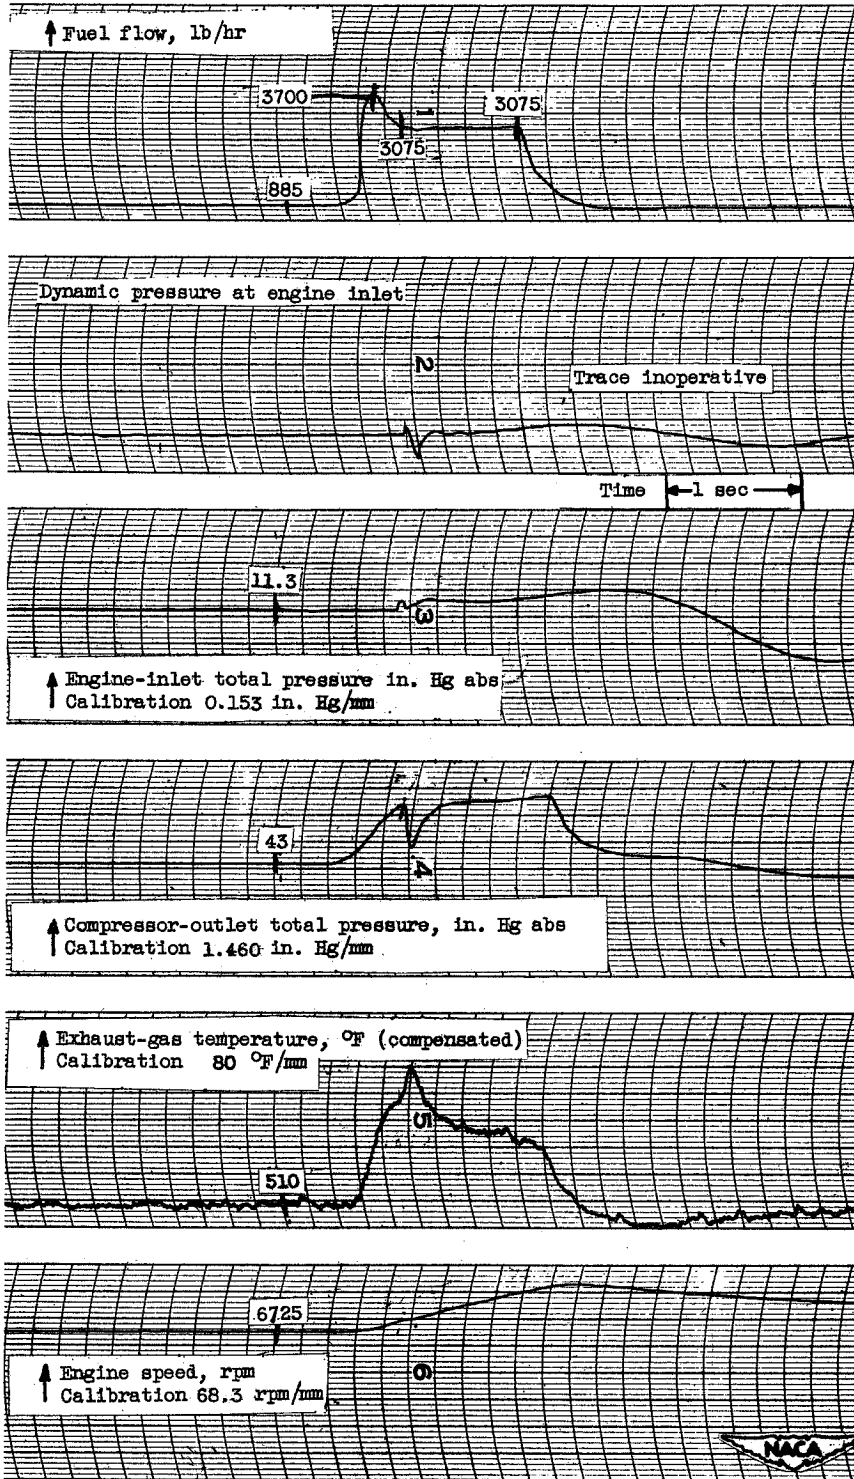 Fuel flow, lb/hr
3700
1
3075
3075
885
Dynamic pressure at engine inlet
2
Trace inoperative
Time 1 sec
11.3
3
Engine-inlet total pressure in. Hg abs
Calibration 0.153 in. Hg/mm
43
4
Compressor-outlet total pressure, in. Hg abs
Calibration 1.460 in. Hg/mm
Exhaust-gas temperature, °F (compensated)
Calibration 80 °F/mm
5
510
6725
Engine speed, rpm
Calibration 68.3 rpm/mm
6
NACA